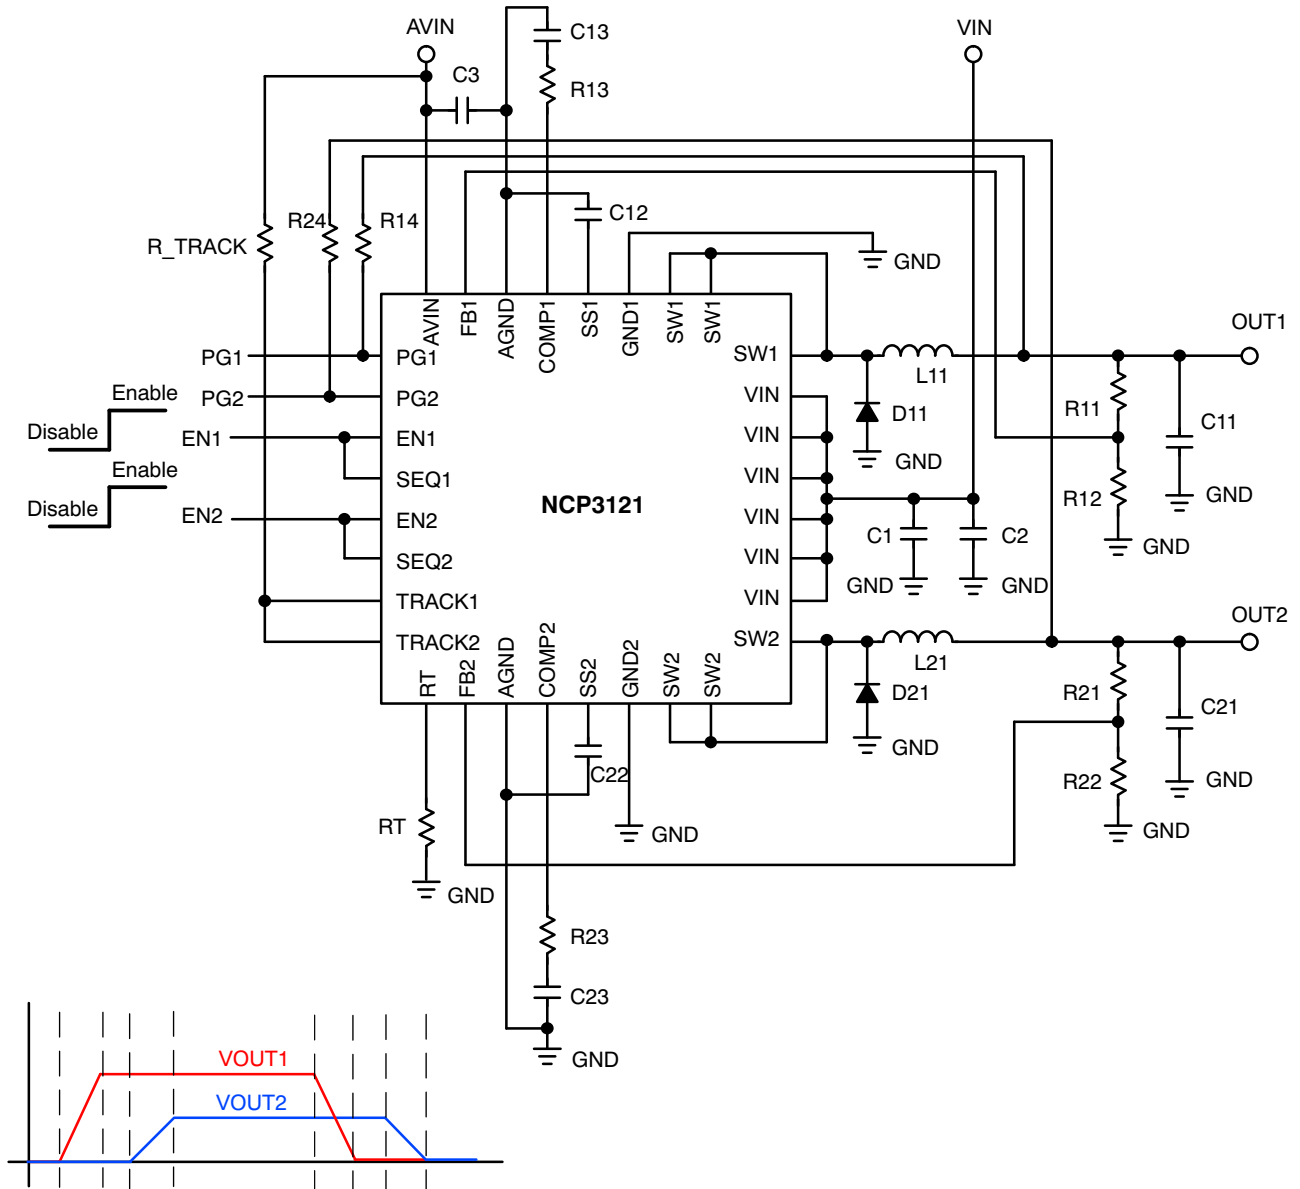 AVIN
C13
VIN
C3
R13
R24
R14
C12
R_TRACK
GND
AVIN
FB1
AGND
COMP1
SS1
GND1
SW1
SW1
OUT1
PG1
PG1
SW1
L11
Enable
PG2
PG2
VIN
D11
R11
C11
Disable
EN1
EN1
VIN
GND
Enable
SEQ1
VIN
R12
GND
Disable
EN2
EN2
NCP3121
VIN
C1
C2
GND
SEQ2
VIN
GND
GND
TRACK1
VIN
OUT2
TRACK2
SW2
L21
RT
FB2
AGND
COMP2
SS2
GND2
SW2
SW2
D21
R21
C21
GND
C22
R22
GND
RT
GND
GND
GND
R23
C23
GND
VOUT1
VOUT2